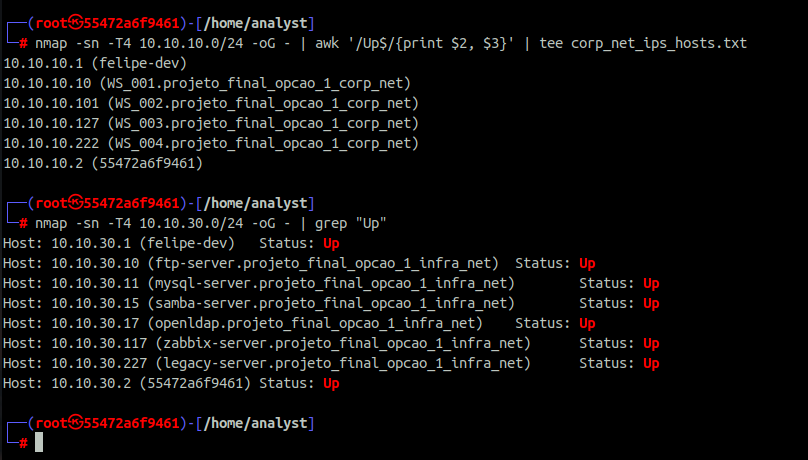 ┌──(root㉿55472a6f9461)-[/home/analyst]
└─# nmap -sn -T4 10.10.10.0/24 -oG - | awk '/Up$/{print $2, $3}' | tee corp_net_ips_hosts.txt
10.10.10.1 (felipe-dev)
10.10.10.10 (WS_001.projeto_final_opcao_1_corp_net)
10.10.10.101 (WS_002.projeto_final_opcao_1_corp_net)
10.10.10.127 (WS_003.projeto_final_opcao_1_corp_net)
10.10.10.222 (WS_004.projeto_final_opcao_1_corp_net)
10.10.10.2 (55472a6f9461)
┌──(root㉿55472a6f9461)-[/home/analyst]
└─# nmap -sn -T4 10.10.30.0/24 -oG - | grep "Up"
Host: 10.10.30.1 (felipe-dev)   Status: Up
Host: 10.10.30.10 (ftp-server.projeto_final_opcao_1_infra_net)  Status: Up
Host: 10.10.30.11 (mysql-server.projeto_final_opcao_1_infra_net)        Status: Up
Host: 10.10.30.15 (samba-server.projeto_final_opcao_1_infra_net)        Status: Up
Host: 10.10.30.17 (openldap.projeto_final_opcao_1_infra_net)    Status: Up
Host: 10.10.30.117 (zabbix-server.projeto_final_opcao_1_infra_net)      Status: Up
Host: 10.10.30.227 (legacy-server.projeto_final_opcao_1_infra_net)      Status: Up
Host: 10.10.30.2 (55472a6f9461) Status: Up
┌──(root㉿55472a6f9461)-[/home/analyst]
└─#